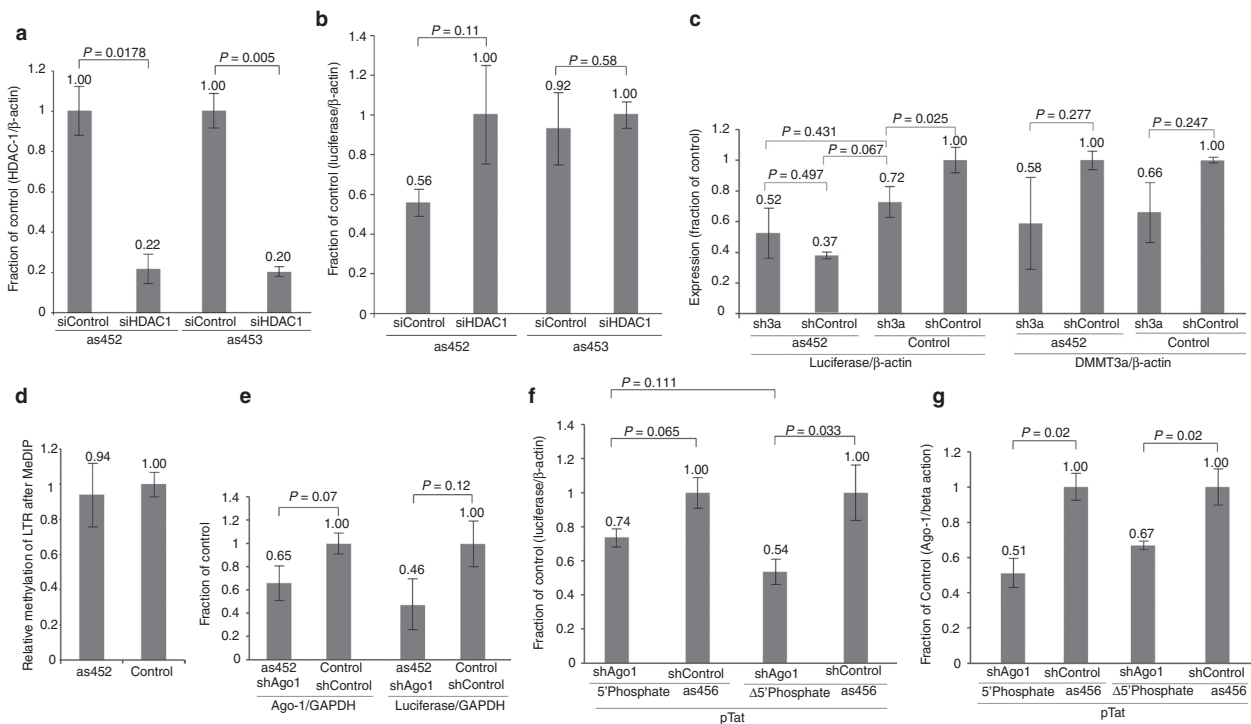 a
Fraction of control (HDAC-1/β-actin)
1.2
1
0.8
0.6
0.4
0.2
0
P = 0.0178
P = 0.005
1.00
0.22
1.00
0.20
siControl siHDAC1 siControl siHDAC1
as452 as453
b
Fraction of control (luciferase/β-actin)
1.4
1.2
1
0.8
0.6
0.4
0.2
0
P = 0.11
P = 0.58
0.56
1.00
0.92
1.00
siControl siHDAC1 siControl siHDAC1
as452 as453
c
Expression (fraction of control)
1.2
1
0.8
0.6
0.4
0.2
0
P = 0.431
P = 0.025
P = 0.067
P = 0.497
P = 0.277
P = 0.247
0.52
0.37
0.72
1.00
0.58
1.00
0.66
1.00
sh3a shControl sh3a shControl sh3a shControl sh3a shControl
as452 Control as452 Control
Luciferase/β-actin DMMT3a/β-actin
d
Relative methylation of LTR after MeDIP
1.2
1
0.8
0.6
0.4
0.2
0
0.94
1.00
as452 Control
e
Fraction of control
1.4
1.2
1
0.8
0.6
0.4
0.2
0
P = 0.07
P = 0.12
0.65
1.00
0.46
1.00
as452 Control as452 Control
shAgo1 shControl shAgo1 shControl
Ago-1/GAPDH Luciferase/GAPDH
f
Fraction of control (luciferase/β-actin)
1.2
1
0.8
0.6
0.4
0.2
0
P = 0.111
P = 0.065
P = 0.033
0.74
1.00
0.54
1.00
shAgo1 shControl shAgo1 shControl
5'Phosphate as456 Δ5'Phosphate as456
pTat
g
Fraction of Control (Ago-1/beta action)
1.2
1
0.8
0.6
0.4
0.2
0
P = 0.02
P = 0.02
0.51
1.00
0.67
1.00
shAgo1 shControl shAgo1 shControl
5'Phosphate as456 Δ5'Phosphate as456
pTat